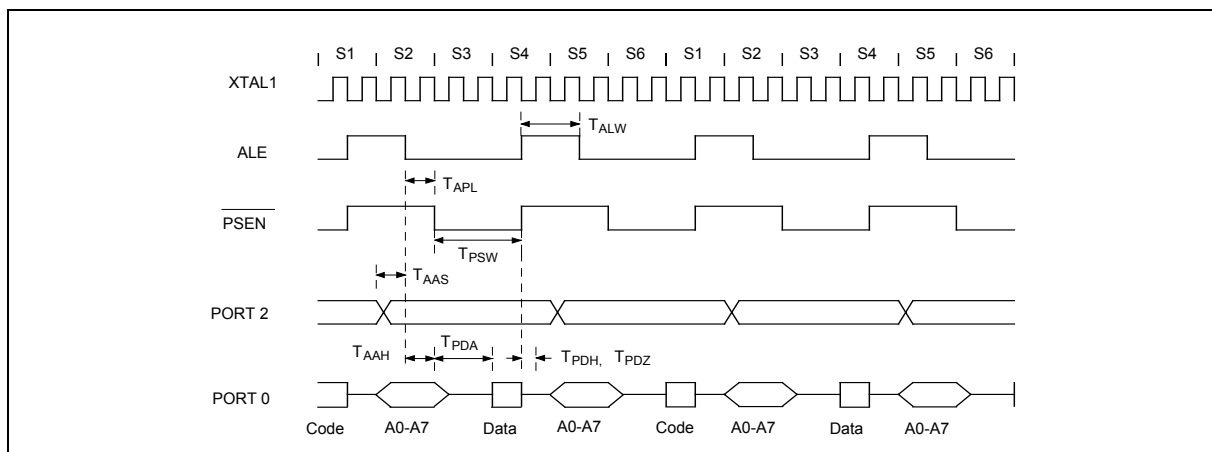 S1 S2 S3 S4 S5 S6 S1 S2 S3 S4 S5 S6
XTAL1
TALW
ALE
TAPL
PSEN
TPSW
TAAS
PORT 2
TAAH TPDA TPDH, TPDZ
PORT 0
Code A0-A7 Data A0-A7 Code A0-A7 Data A0-A7